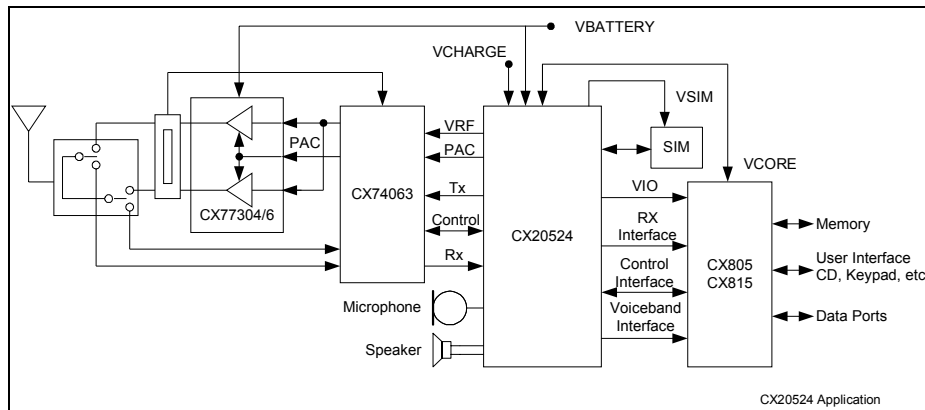 VBATTERY
VCHARGE
VSIM
VRF
PAC
PAC
SIM
VCORE
CX77304/6
CX74063
Tx
VIO
Control
CX20524
RX
Interface
Memory
Rx
Control
Interface
CX805
CX815
User Interface
CD, Keypad, etc
Microphone
Voiceband
Interface
Data Ports
Speaker
CX20524 Application